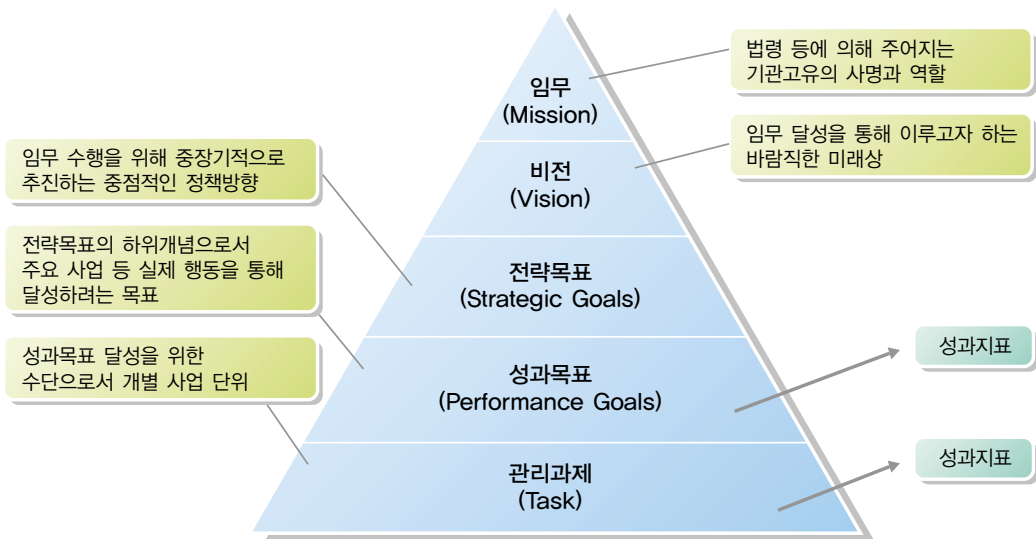 법령 등에 의해 주어지는
기관고유의 사명과 역할
임무
(Mission)
임무 달성을 통해 이루고자 하는
바람직한 미래상
비전
(Vision)
임무 수행을 위해 중장기적으로
추진하는 중점적인 정책방향
전략목표
(Strategic Goals)
전략목표의 하위개념으로서
주요 사업 등 실제 행동을 통해
달성하려는 목표
성과목표
(Performance Goals)
성과지표
성과목표 달성을 위한
수단으로서 개별 사업 단위
관리과제
(Task)
성과지표